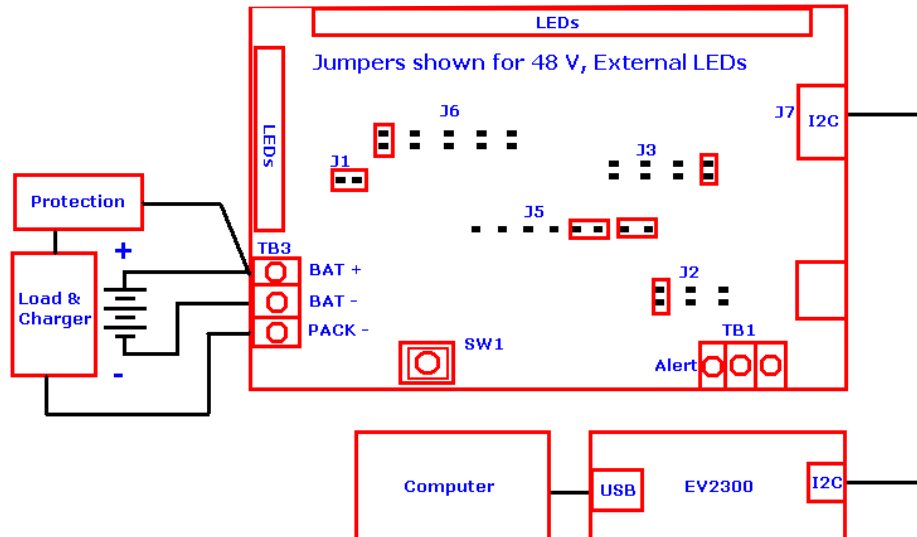 LEDs
Jumpers shown for 48 V, External LEDs
LEDs
J6
J7
I2C
J1
J3
Protection
J5
TB3
+
BAT +
J2
Load &
Charger
BAT -
PACK -
TB1
SW1
Alert
-
Computer
USB
EV2300
I2C